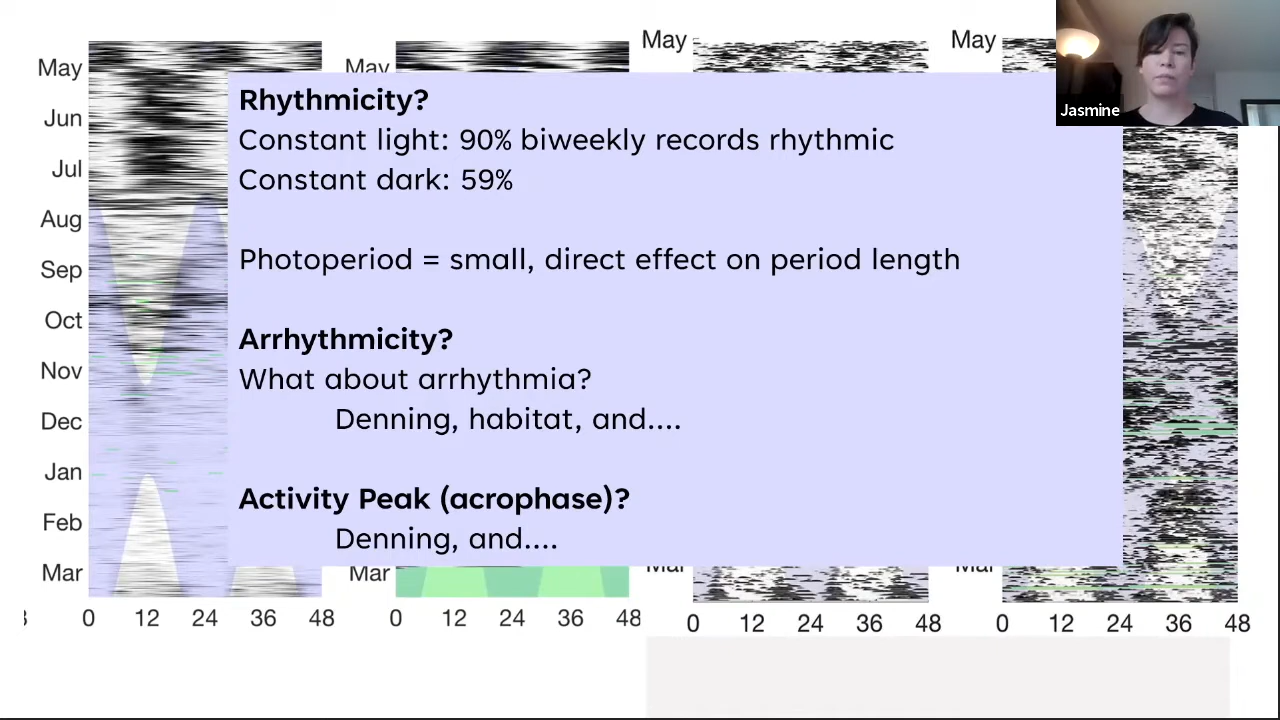 May
May
Jasmine
May
May
Jun
Jul
Aug
Sep
Oct
Nov
Dec
Jan
Feb
Mar
Rhythmicity?
Constant light: 90% biweekly records rhythmic
Constant dark: 59%
Photoperiod = small, direct effect on period length
Arrhythmicity?
What about arrhythmia?
Denning, habitat, and....
Activity Peak (acrophase)?
Denning, and....
Mar
Mar
Mar
0 12 24 36 48
0 12 24 36 48
0 12 24 36 48
0 12 24 36 48